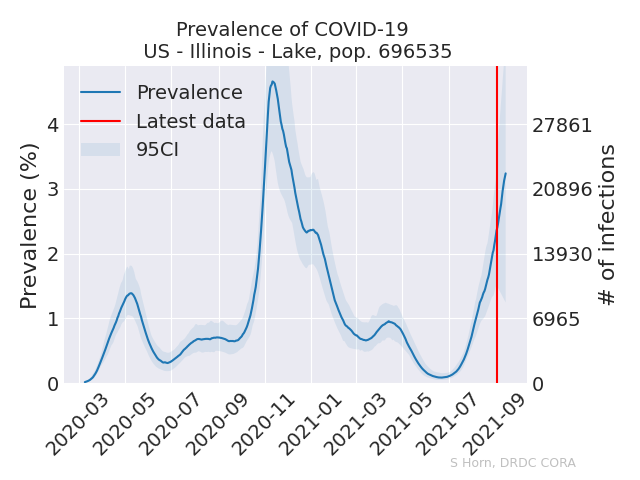 Prevalence of COVID-19
US - Illinois - Lake, pop. 696535
Prevalence
Latest data
95CI
Prevalence (%)
4
3
2
1
0
27861
20896
13930
6965
0
# of infections
2020-03
2020-05
2020-07
2020-09
2020-11
2021-01
2021-03
2021-05
2021-07
2021-09
S Horn, DRDC CORA